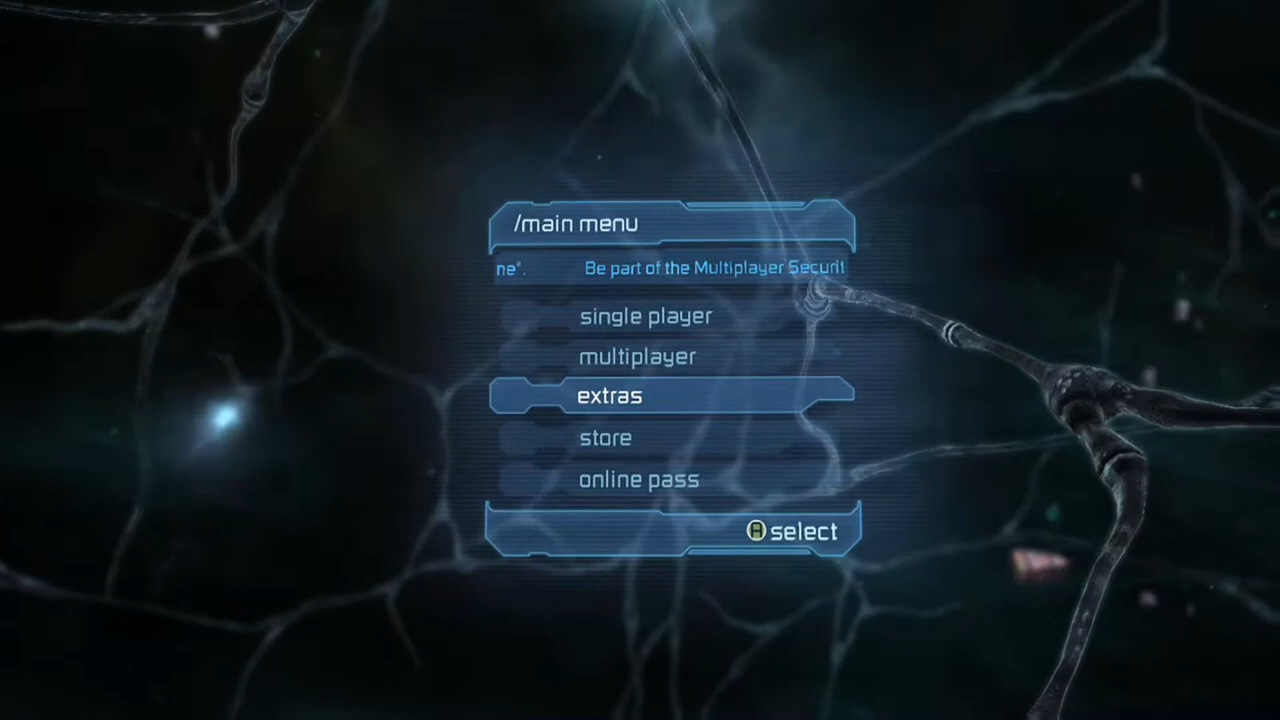 /main menu
ne". Be part of the Multiplayer Securit
single player
multiplayer
extras
store
online pass
A select